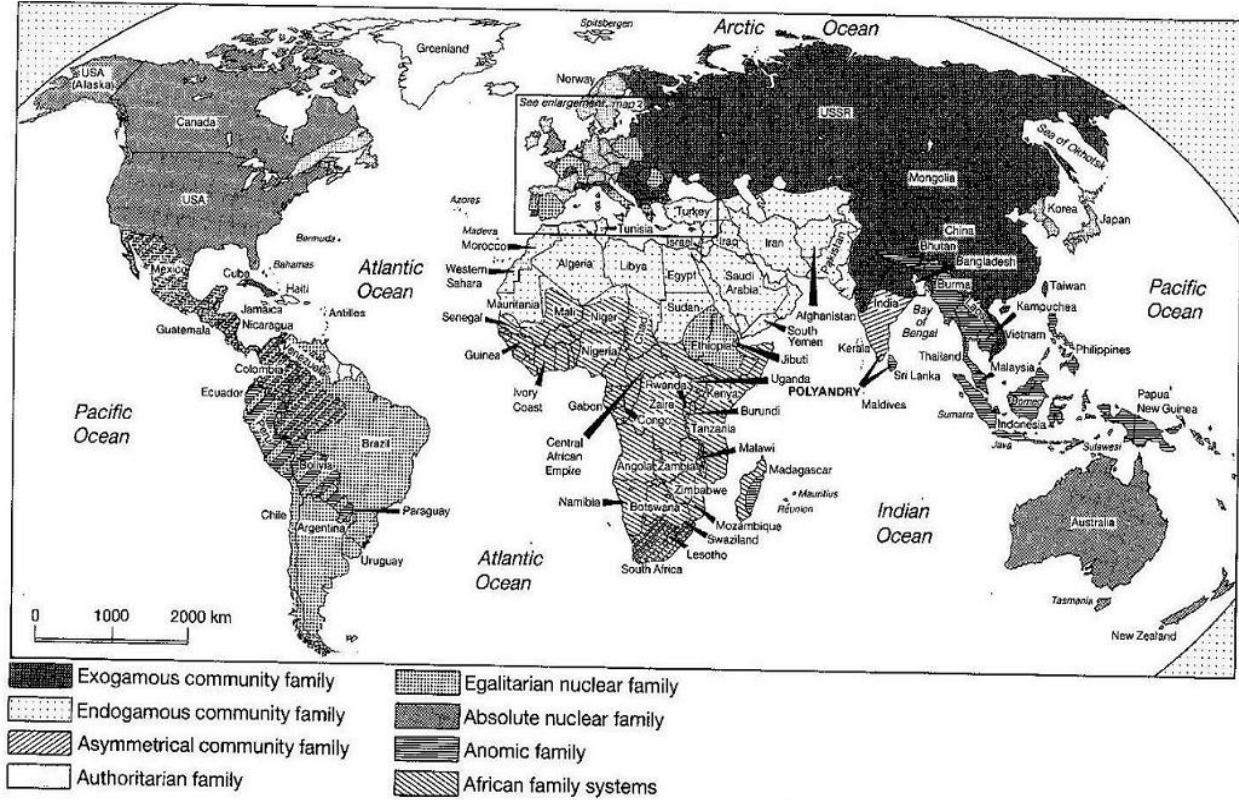 Spitsbergen
Arctic Ocean
Greenland
USA
(Alaska)
Norway
See enlargement, map 2
USSR
Canada
Sea of Okhotsk
Mongolia
USA
Azores
Turkey
Korea
Japan
Madera
Tunisia
China
Bermuda
Morocco
Israel
Iraq
Iran
Pakistan
Bhutan
Mexico
Cuba
Bahamas
Atlantic
Ocean
Western
Sahara
Algeria
Libya
Egypt
Saudi
Arabia
Bangladesh
Haiti
Burma
Taiwan
Pacific
Ocean
Jamaica
Mauritania
Mali
Niger
Chad
Sudan
Afghanistan
India
Bay
of
Bengal
Laos
Kampuchea
Guatemala
Nicaragua
Antilles
Senegal
South
Yemen
Vietnam
Venezuela
Nigeria
Ethiopia
Kerala
Thailand
Philippines
Colombia
Guinea
Jibuti
Malaysia
Ecuador
Ivory
Coast
Gabon
Rwanda
Zaire
Kenya
Uganda
POLYANDRY
Sri Lanka
Maldives
Borneo
Papua
New Guinea
Pacific
Ocean
Peru
Brazil
Congo
Burundi
Sumatra
Indonesia
Central
African
Empire
Tanzania
Java
Sulawesi
Bolivia
Angola
Zambia
Malawi
Madagascar
Zimbabwe
Mauritius
Réunion
Chile
Paraguay
Namibia
Botswana
Mozambique
Indian
Ocean
Australia
Argentina
Swaziland
Atlantic
Ocean
Lesotho
Uruguay
South Africa
Tasmania
New Zealand
0 1000 2000 km
Exogamous community family
Endogamous community family
Asymmetrical community family
Authoritarian family
Egalitarian nuclear family
Absolute nuclear family
Anomic family
African family systems